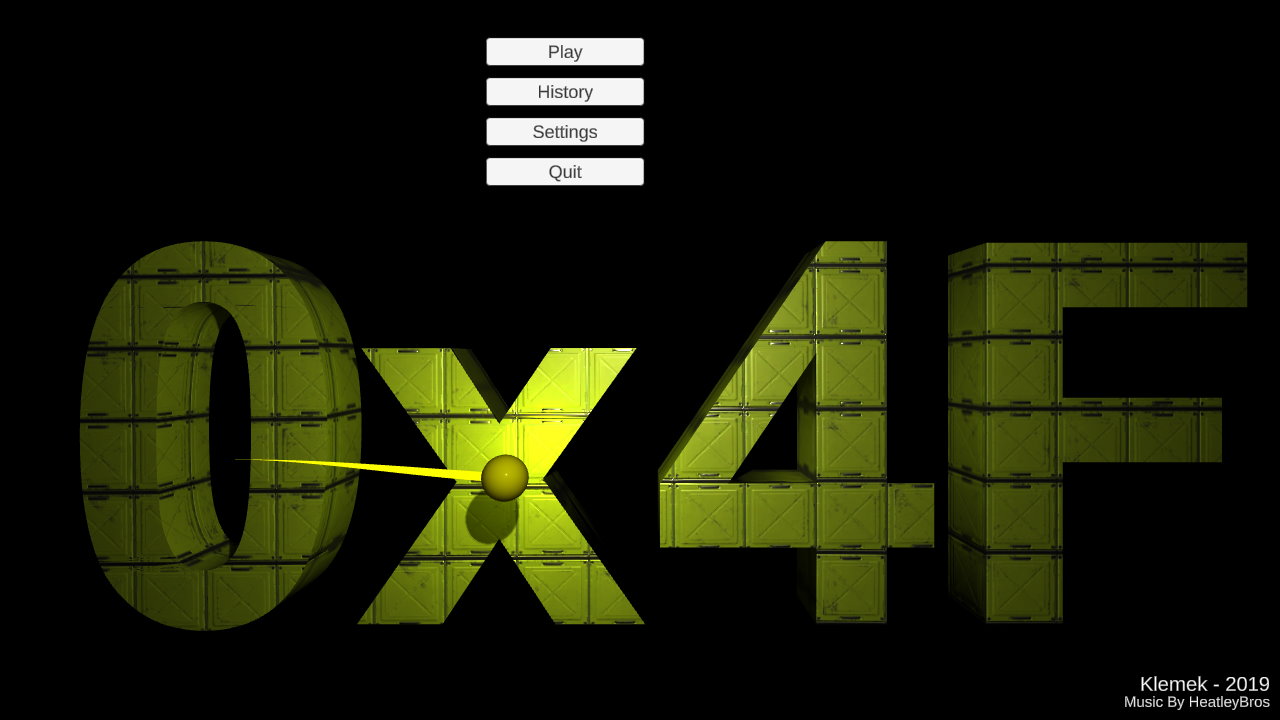 Play
History
Settings
Quit
0x4F
Klemek - 2019
Music By HeatleyBros